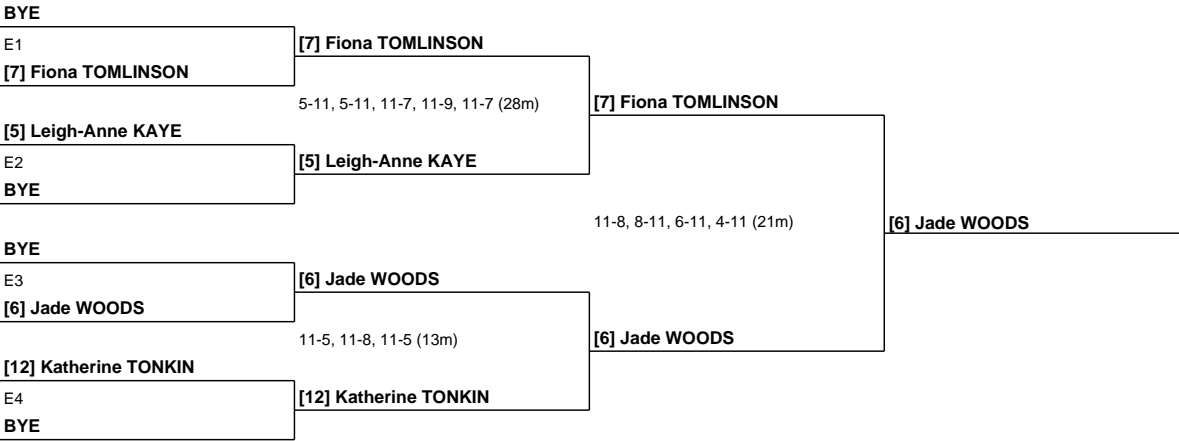 BYE
E1
[7] Fiona TOMLINSON
[7] Fiona TOMLINSON
5-11, 5-11, 11-7, 11-9, 11-7 (28m)
[7] Fiona TOMLINSON
[5] Leigh-Anne KAYE
E2
[5] Leigh-Anne KAYE
BYE
11-8, 8-11, 6-11, 4-11 (21m)
[6] Jade WOODS
BYE
E3
[6] Jade WOODS
[6] Jade WOODS
11-5, 11-8, 11-5 (13m)
[6] Jade WOODS
[12] Katherine TONKIN
E4
[12] Katherine TONKIN
BYE